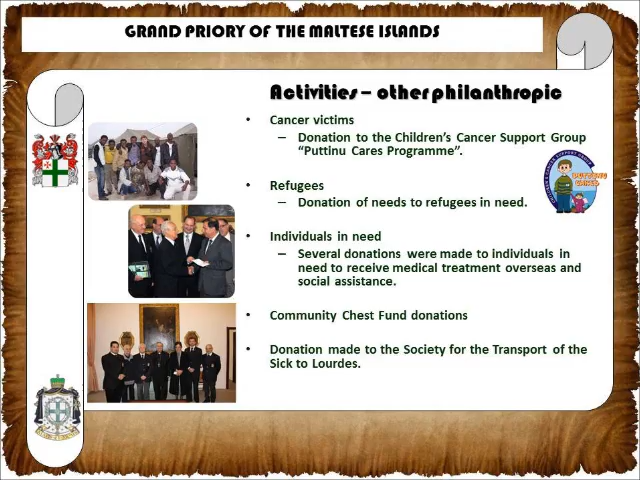 GRAND PRIORY OF THE MALTESE ISLANDS
Activities – other philanthropic
• Cancer victims
– Donation to the Children's Cancer Support Group
"Puttinu Cares Programme".
PUTTINU
CARES
• Refugees
– Donation of needs to refugees in need.
• Individuals in need
– Several donations were made to individuals in
need to receive medical treatment overseas and
social assistance.
• Community Chest Fund donations
• Donation made to the Society for the Transport of the
Sick to Lourdes.